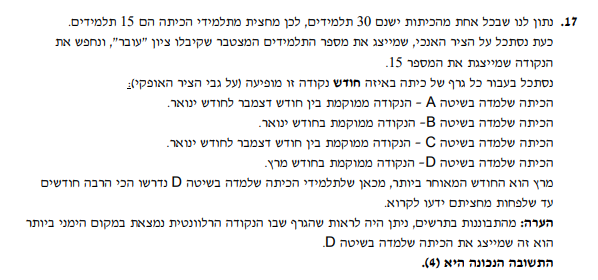 17. נתון לנו שבכל אחת מהכיתות ישנם 30 תלמידים, לכן מחצית מתלמידי הכיתה הם 15 תלמידים.
כעת נסתכל על הציר האנכי, שמייצג את מספר התלמידים המצטבר שקיבלו ציון "עובר", ונחפש את
הנקודה שמייצגת את המספר 15.
נסתכל בעבור כל גרף של כיתה באיזה חודש נקודה זו מופיעה (על גבי הציר האופקי):
הכיתה שלמדה בשיטה A – הנקודה ממוקמת בין חודש דצמבר לחודש ינואר.
הכיתה שלמדה בשיטה B– הנקודה ממוקמת בחודש ינואר.
הכיתה שלמדה בשיטה C – הנקודה ממוקמת בין חודש דצמבר לחודש ינואר.
הכיתה שלמדה בשיטה D– הנקודה ממוקמת בחודש מרץ.
מרץ הוא החודש המאוחר ביותר, מכאן שלתלמידי הכיתה שלמדה בשיטה D נדרשו הכי הרבה חודשים
עד שלפחות מחציתם ידעו לקרוא.
הערה: מהתבוננות בתרשים, ניתן היה לראות שהגרף שבו הנקודה הרלוונטית נמצאת במקום הימני ביותר
הוא זה שמייצג את הכיתה שלמדה בשיטה D.
התשובה הנכונה היא (4).